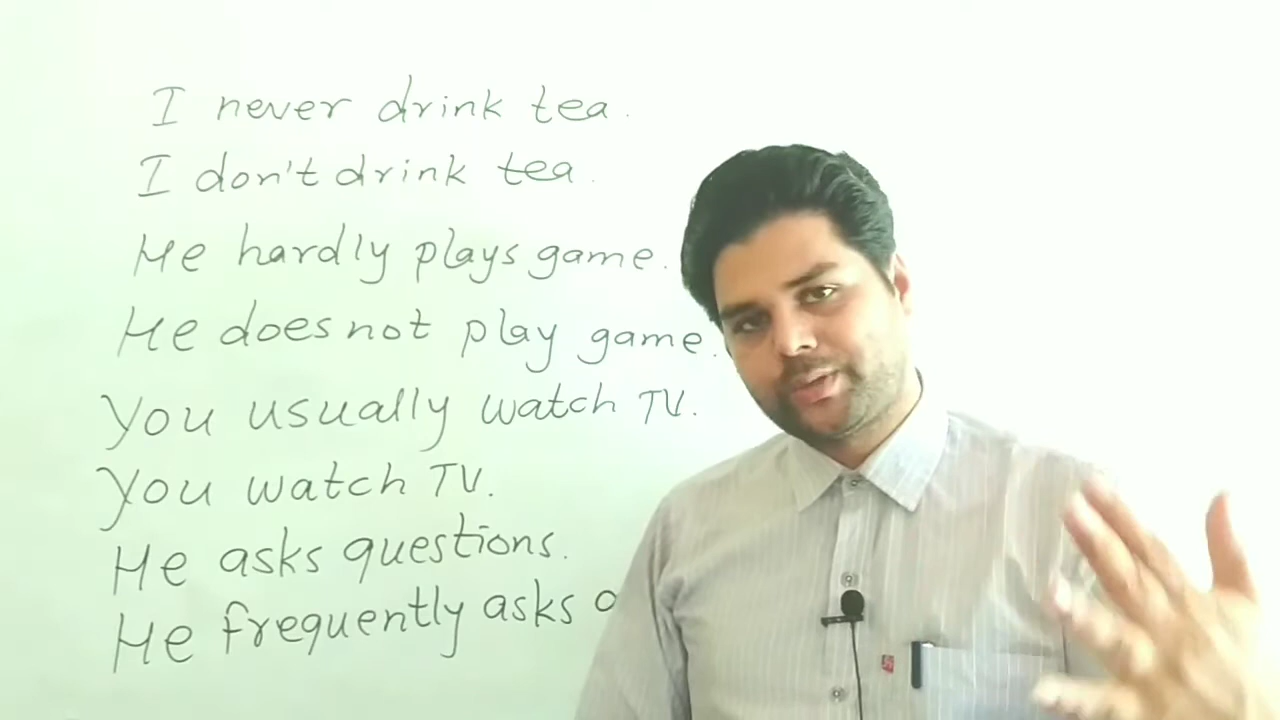 I never drink tea.
I don't drink tea.
He hardly plays game.
He does not play game.
You usually watch TV.
You watch TV.
He asks questions.
He frequently asks